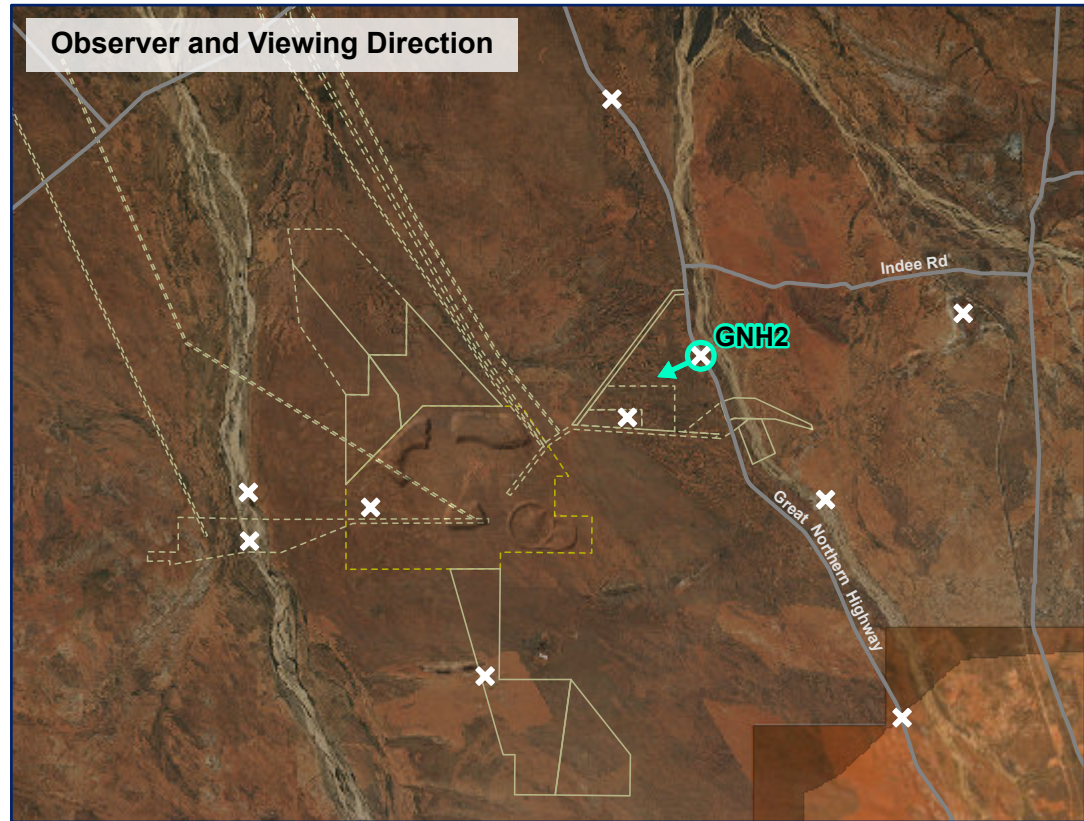 Observer and Viewing Direction
Indee Rd
GNH2
Great Northern Highway